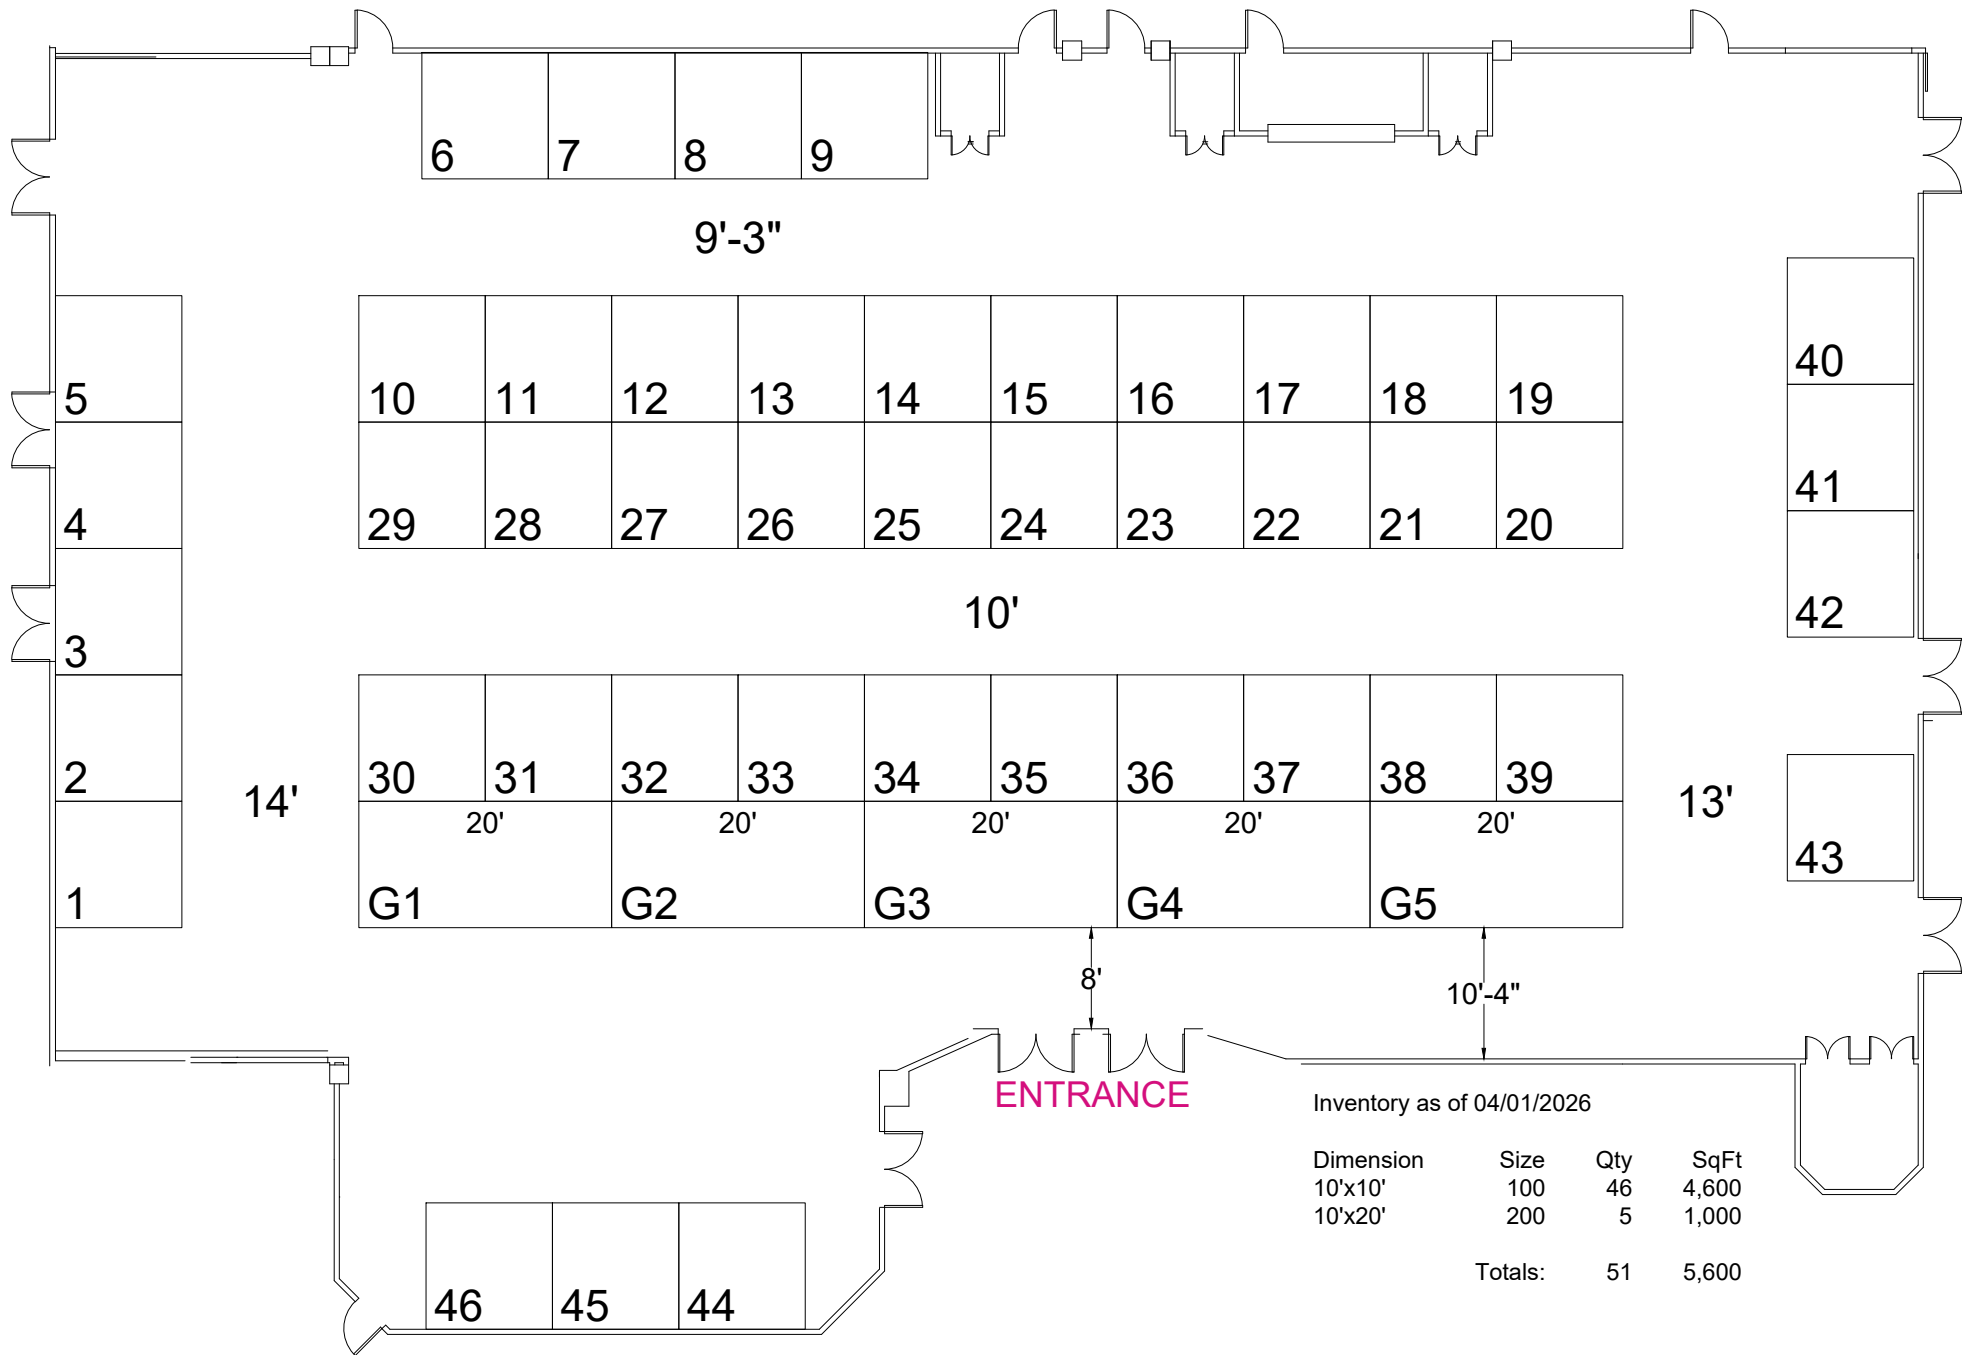 6 7 8 9
9'-3"
5
10 11 12 13 14 15 16 17 18 19
40
4
29 28 27 26 25 24 23 22 21 20
41
10'
42
3
2
30 31 32 33 34 35 36 37 38 39
14'
13'
20' 20' 20' 20' 20'
43
1
G1 G2 G3 G4 G5
8'
10'-4"
ENTRANCE
Inventory as of 04/01/2026
Dimension Size Qty SqFt
10'x10' 100 46 4,600
10'x20' 200 5 1,000
Totals: 51 5,600
46 45 44